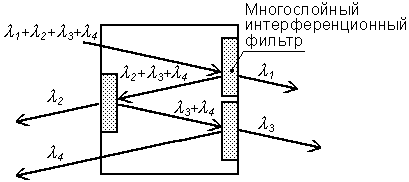 Многослойный
интерференционный
фильтр
λ1+λ2+λ3+λ4
λ2+λ3+λ4
λ1
λ2
λ3+λ4
λ3
λ4